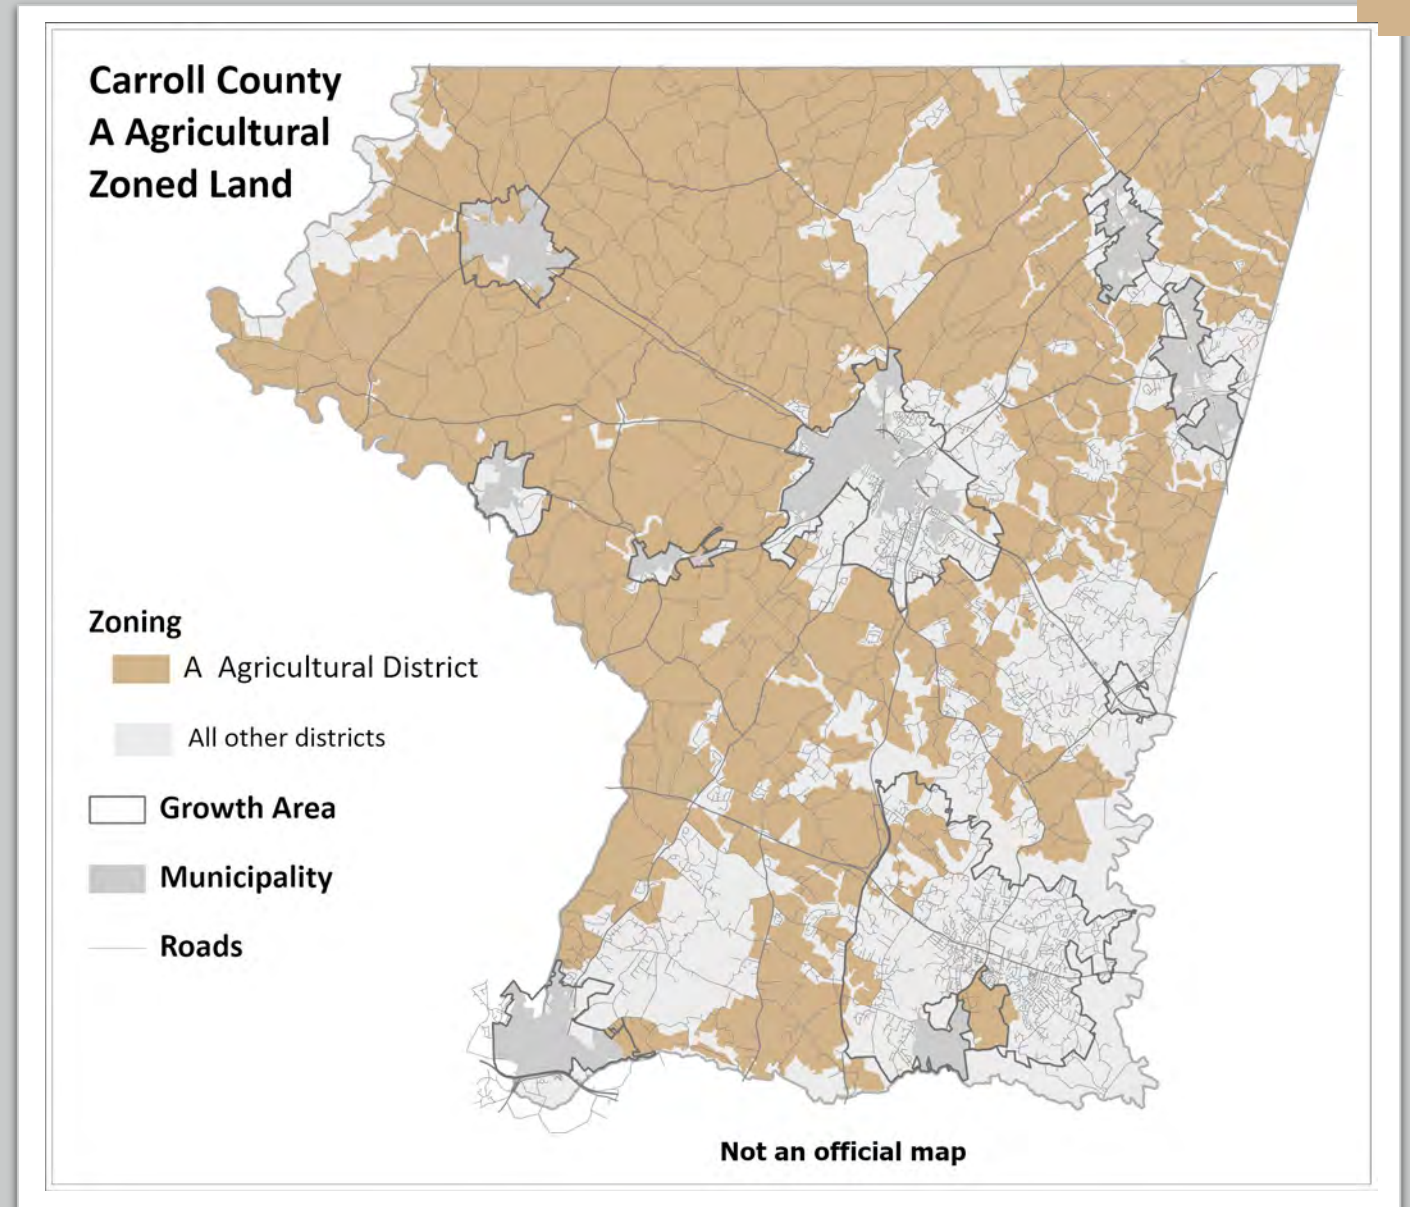 Carroll County
A Agricultural
Zoned Land
Zoning
A Agricultural District
All other districts
Growth Area
Municipality
Roads
Not an official map